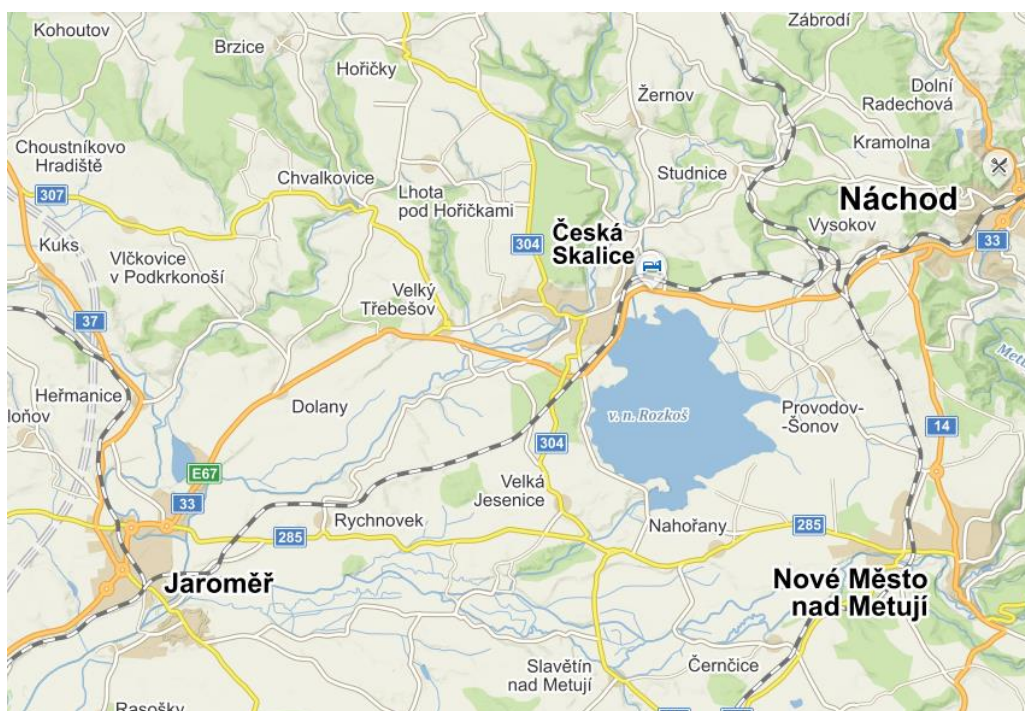 Kohoutov
Brzice
Zábrodí
Hořičky
Žernov
Dolní
Radechová
Choustníkovo
Hradiště
Kramolna
307
Chvalkovice
Lhota
pod Hořičkami
Studnice
Náchod
Kuks
Vlčkovice
v Podkrkonoší
304
Česká
Skalice
Vysokov
33
Velký
Třebešov
37
Heřmanice
Dolany
v. n. Rozkoš
Provodov-
-Šonov
14
304
E67
33
Velká
Jesenice
Rychnovek
285
Nahořany
285
Jaroměř
Nové Město
nad Metují
Slavětín
nad Metují
Černčice
Rasošky